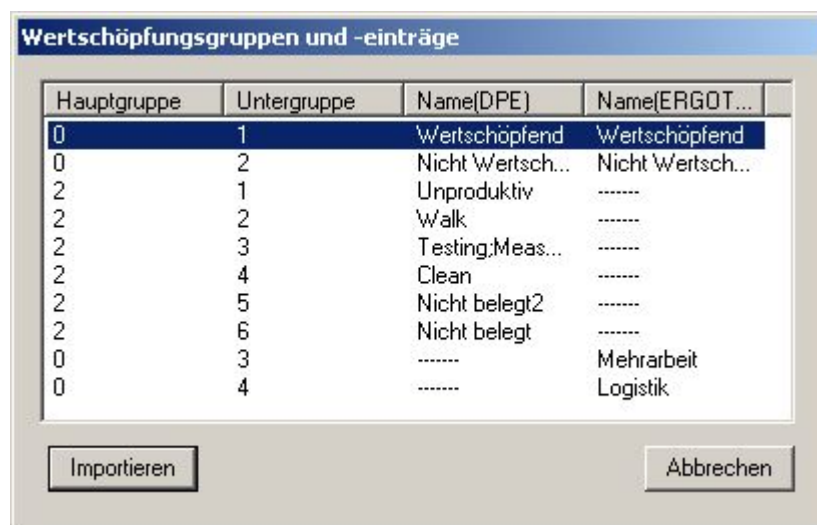 Wertschöpfungsgruppen und -einträge
Hauptgruppe Untergruppe Name(DPE) Name(ERGOT...
0 1 Wertschöpfend Wertschöpfend
0 2 Nicht Wertsch... Nicht Wertsch...
2 1 Unproduktiv -------
2 2 Walk -------
2 3 Testing;Meas... -------
2 4 Clean -------
2 5 Nicht belegt2 -------
2 6 Nicht belegt -------
0 3 ------- Mehrarbeit
0 4 ------- Logistik
Importieren Abbrechen